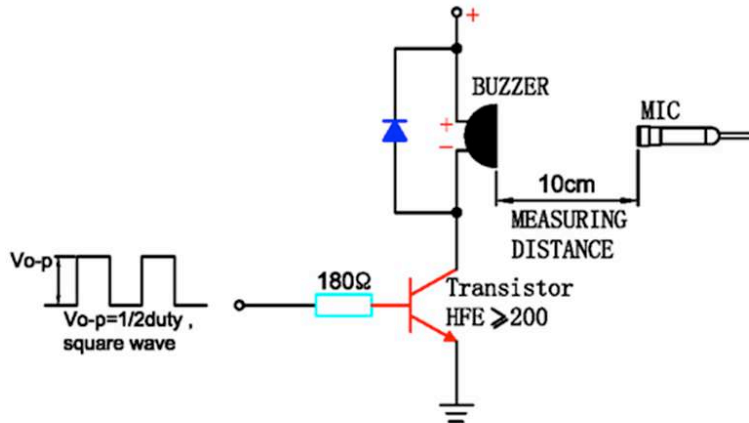 +
BUZZER
+
−
MIC
10cm
MEASURING
DISTANCE
Vo-p
180Ω
Transistor
HFE ⩾200
Vo-p=1/2duty ,
square wave